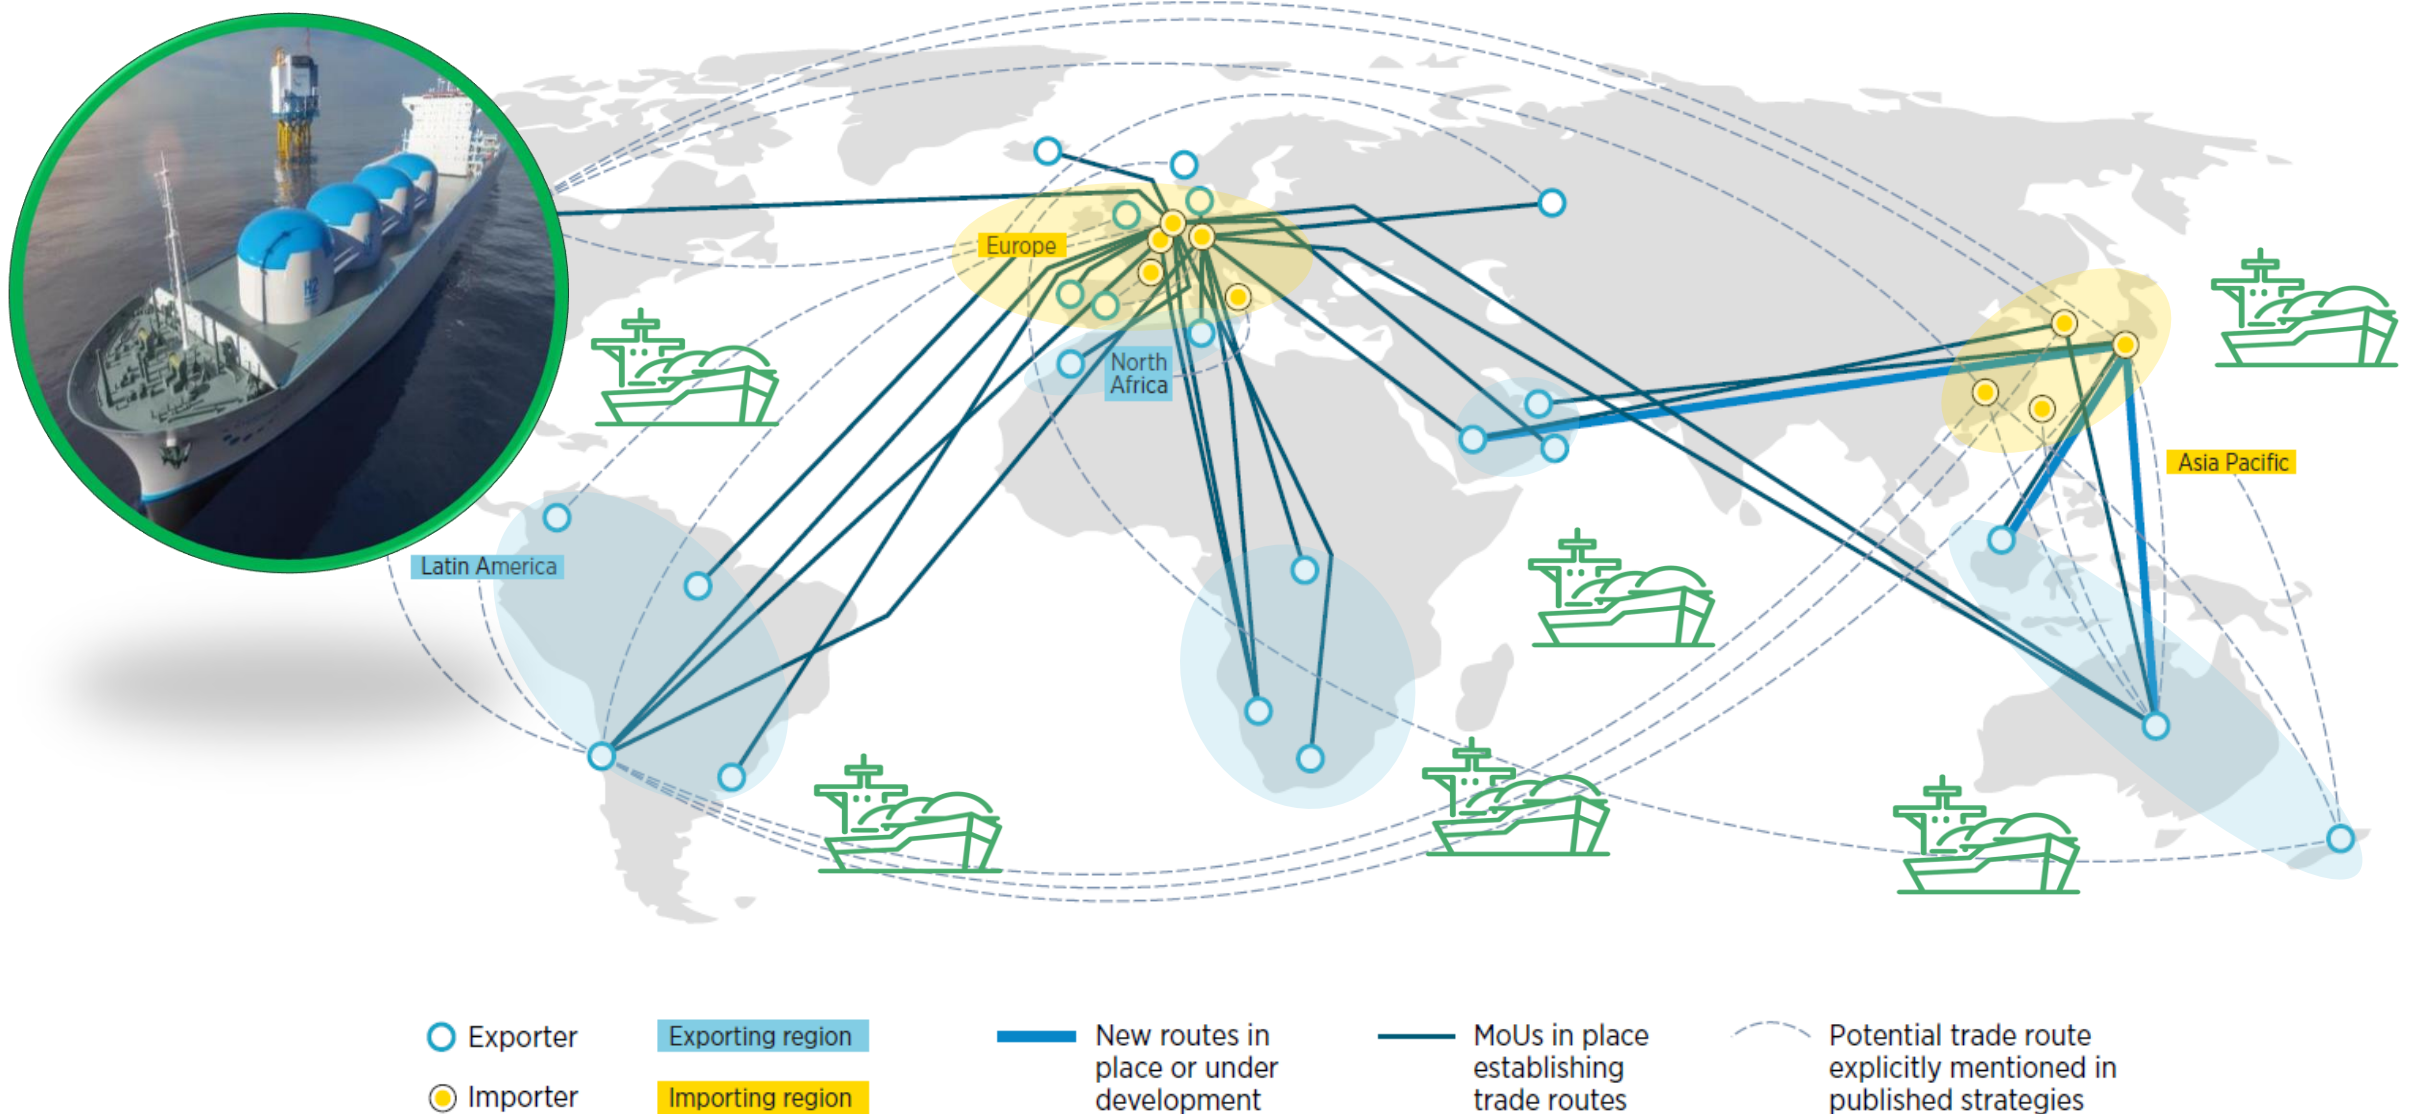 H2
Europe
North
Africa
Asia Pacific
Latin America
Exporter
Importer
Exporting region
Importing region
New routes in
place or under
development
MoUs in place
establishing
trade routes
Potential trade route
explicitly mentioned in
published strategies